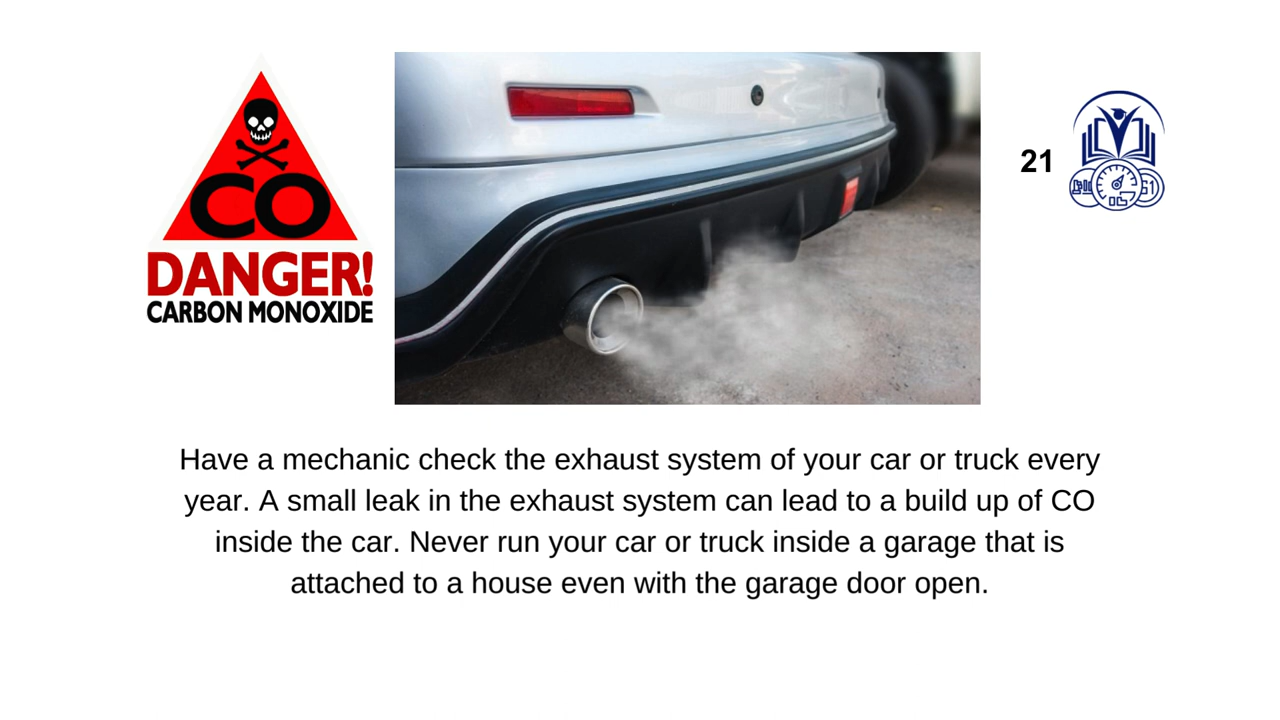 CO
DANGER!
CARBON MONOXIDE
21
Have a mechanic check the exhaust system of your car or truck every
year. A small leak in the exhaust system can lead to a build up of CO
inside the car. Never run your car or truck inside a garage that is
attached to a house even with the garage door open.